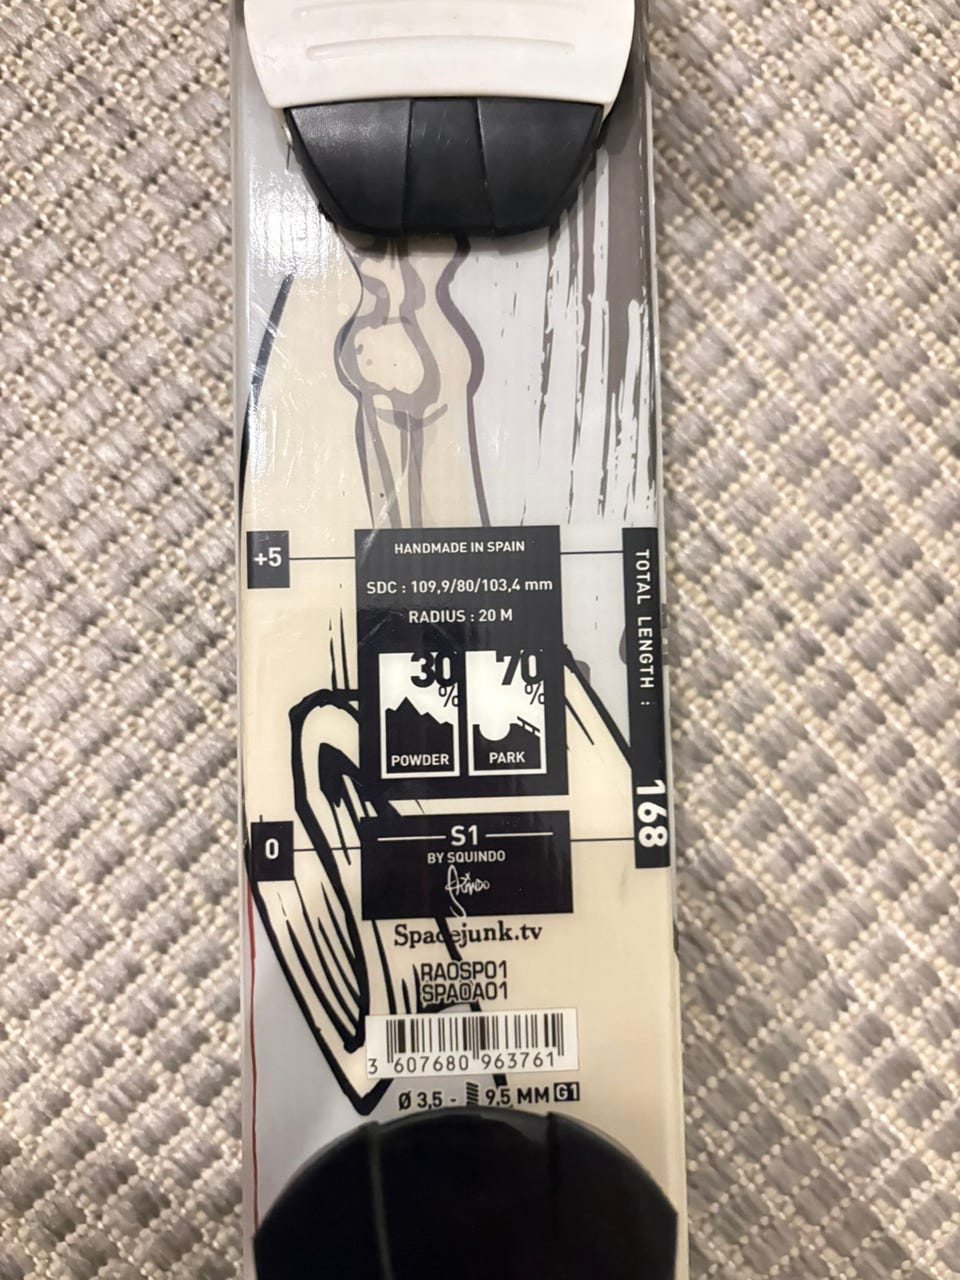 +5
HANDMADE IN SPAIN
SDC : 109,9/80/103,4 mm
RADIUS : 20 M
30%
POWDER
70%
PARK
TOTAL LENGTH : 168
0
S1
BY SQUINDO
Spacejunk.tv
RAOSP01
SPAOA01
3 607680 963761
Ø 3,5 - 9,5 MM G1